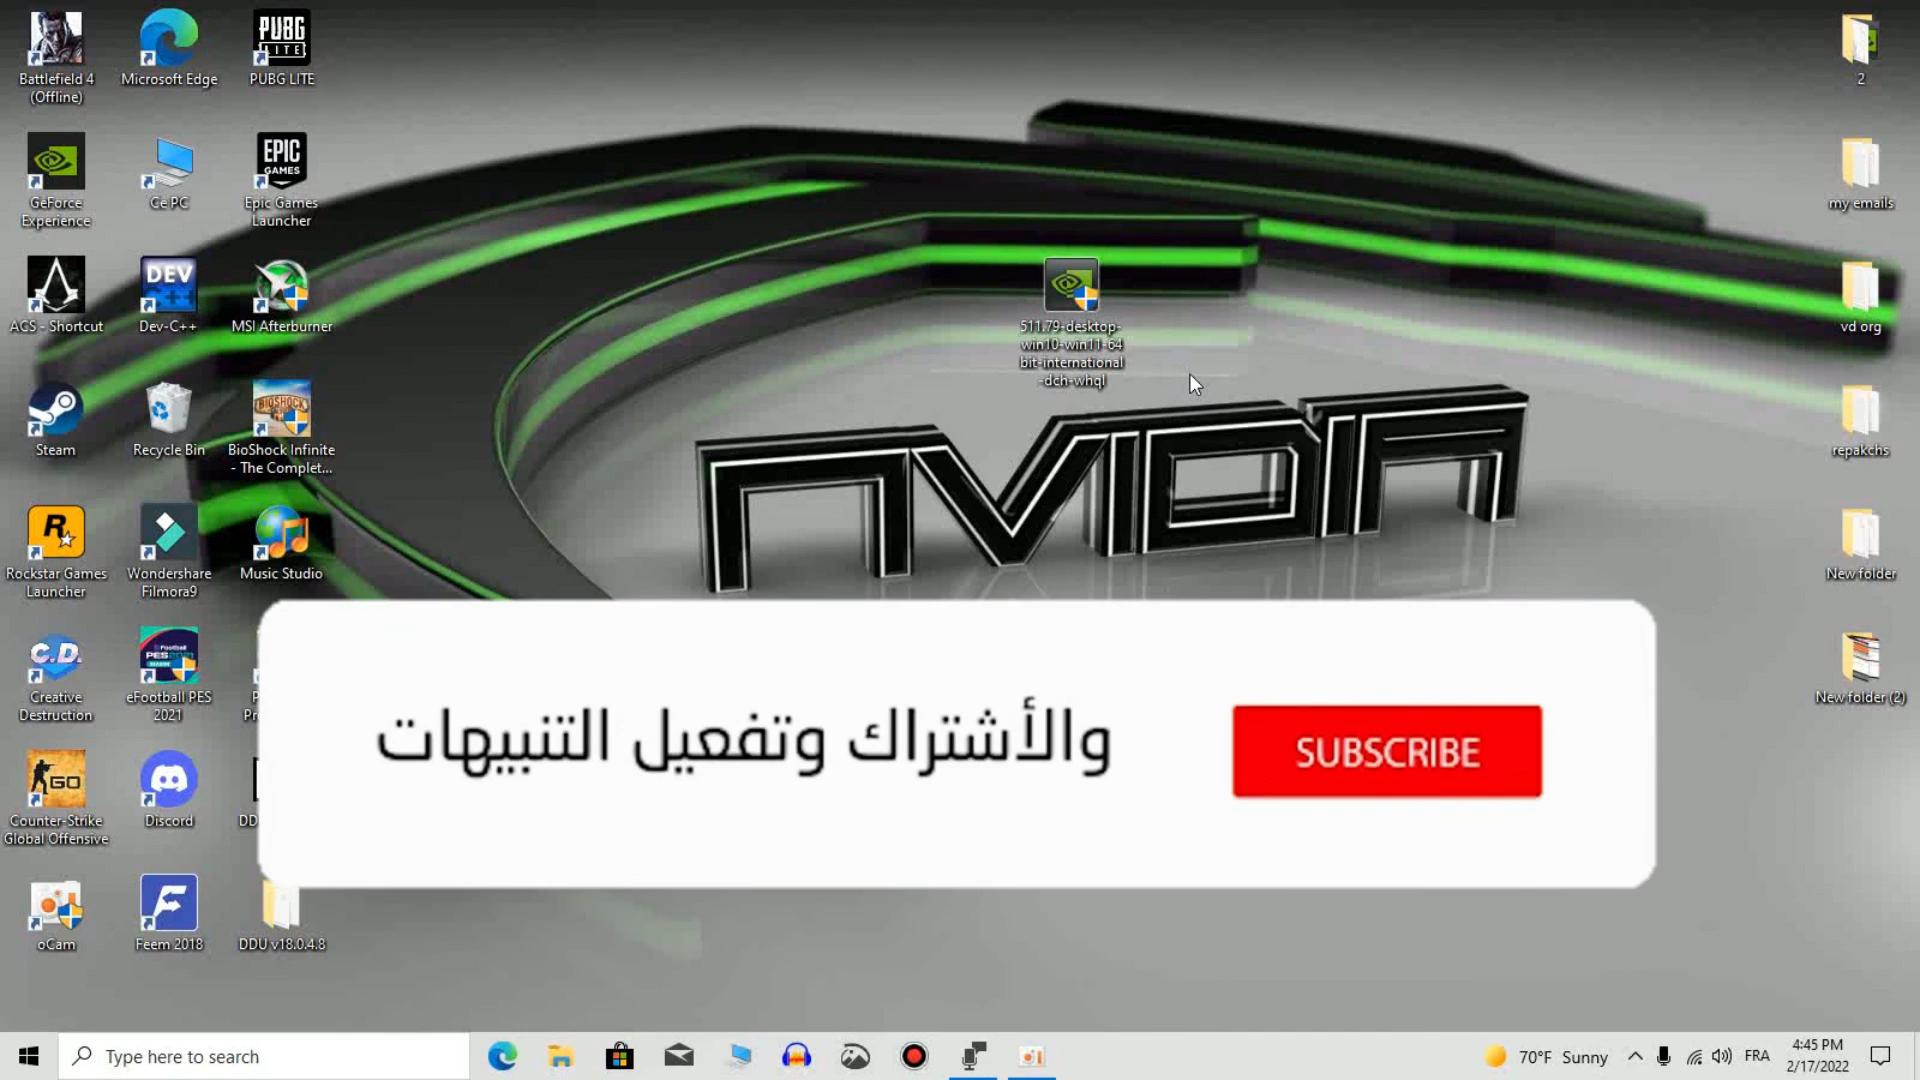 Battlefield 4
(Offline)
Microsoft Edge
PUBG
LITE
PUBG LITE
2
GeForce
Experience
Ce PC
EPIC
GAMES
Epic Games
Launcher
my emails
ACS - Shortcut
DEV
C++
Dev-C++
MSI Afterburner
511.79-desktop-
win10-win11-64
bit-international
-dch-whql
vd org
Steam
Recycle Bin
BIOSHOCK
BioShock Infinite
- The Complet...
repakchs
NVIDIA
R
Rockstar Games
Launcher
Wondershare
Filmora9
Music Studio
New folder
C.D.
Creative
Destruction
eFootball PES
2021
New folder (2)
والأشتراك وتفعيل التنبيهات
SUBSCRIBE
GO
Counter-Strike
Global Offensive
Discord
DD
oCam
F
Feem 2018
DDU v18.0.4.8
Type here to search
70°F Sunny
FRA
4:45 PM
2/17/2022